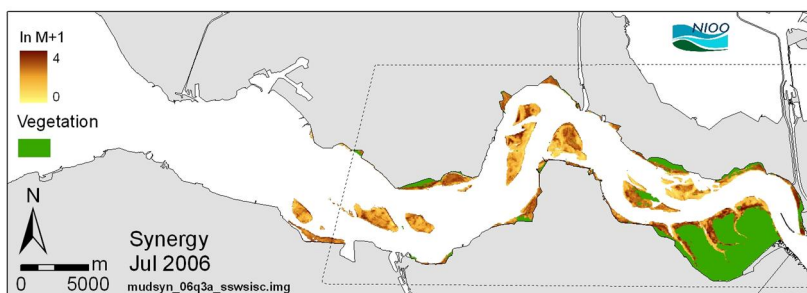 ln M+1
4
0
Vegetation
N
m
0 5000
Synergy
Jul 2006
mudsyn_06q3a_sswsisc.img
NIOO